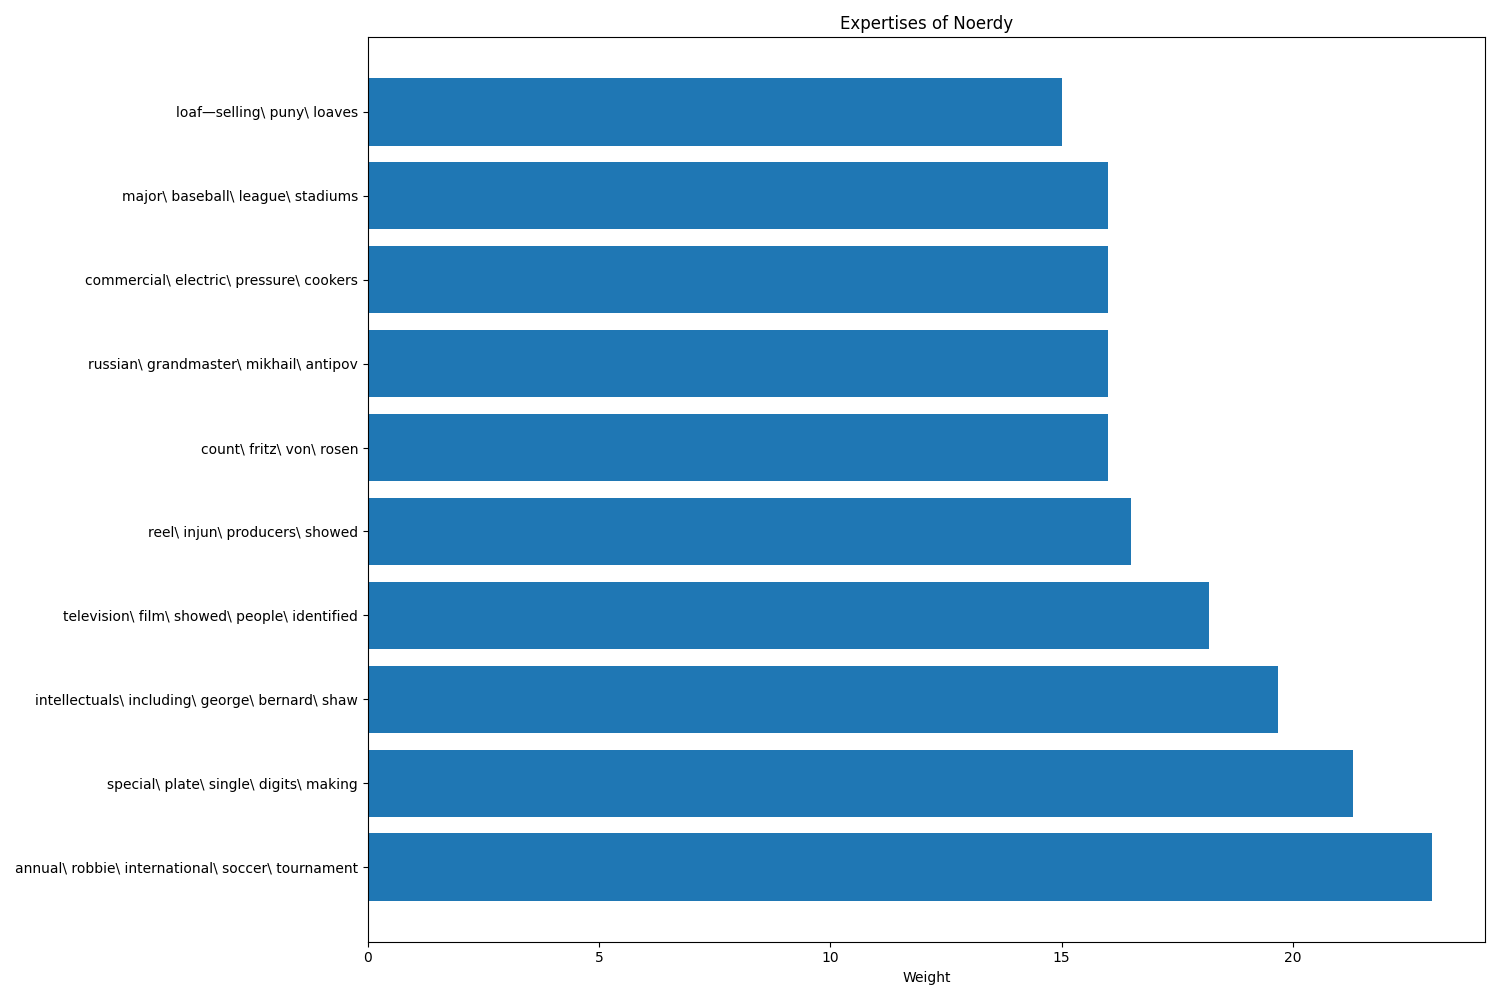 Expertises of Noerdy
loaf—selling\ puny\ loaves
major\ baseball\ league\ stadiums
commercial\ electric\ pressure\ cookers
russian\ grandmaster\ mikhail\ antipov
count\ fritz\ von\ rosen
reel\ injun\ producers\ showed
television\ film\ showed\ people\ identified
intellectuals\ including\ george\ bernard\ shaw
special\ plate\ single\ digits\ making
annual\ robbie\ international\ soccer\ tournament
0 5 10 15 20
Weight